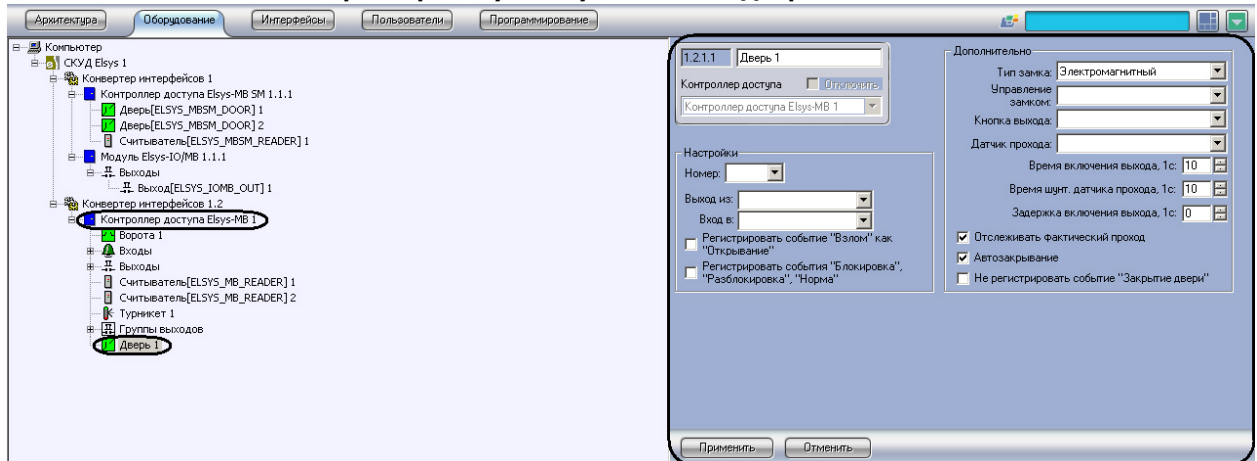 Архитектура Оборудование Интерфейсы Пользователи Программирование
Компьютер
СКУД Elsys 1
Конвертер интерфейсов 1
Контроллер доступа Elsys-MB SM 1.1.1
Дверь[ELSYS_MBSM_DOOR] 1
Дверь[ELSYS_MBSM_DOOR] 2
Считыватель[ELSYS_MBSM_READER] 1
Модуль Elsys-IO/MB 1.1.1
Выходы
Выход[ELSYS_IOMB_OUT] 1
Конвертер интерфейсов 1.2
Контроллер доступа Elsys-MB 1
Ворота 1
Входы
Выходы
Считыватель[ELSYS_MB_READER] 1
Считыватель[ELSYS_MB_READER] 2
Турникет 1
Группы выходов
Дверь 1
1.2.1.1 Дверь 1
Контроллер доступа Отключить
Контроллер доступа Elsys-MB 1
Настройки
Номер:
Выход из:
Вход в:
Регистрировать событие "Взлом" как
"Открывание"
Регистрировать события "Блокировка",
"Разблокировка", "Норма"
Дополнительно
Тип замка: Электромагнитный
Управление
замком:
Кнопка выхода:
Датчик прохода:
Время включения выхода, 1с: 10
Время шунт. датчика прохода, 1с: 10
Задержка включения выхода, 1с: 0
Отслеживать фактический проход
Автозакрывание
Не регистрировать событие "Закрытие двери"
Применить Отменить